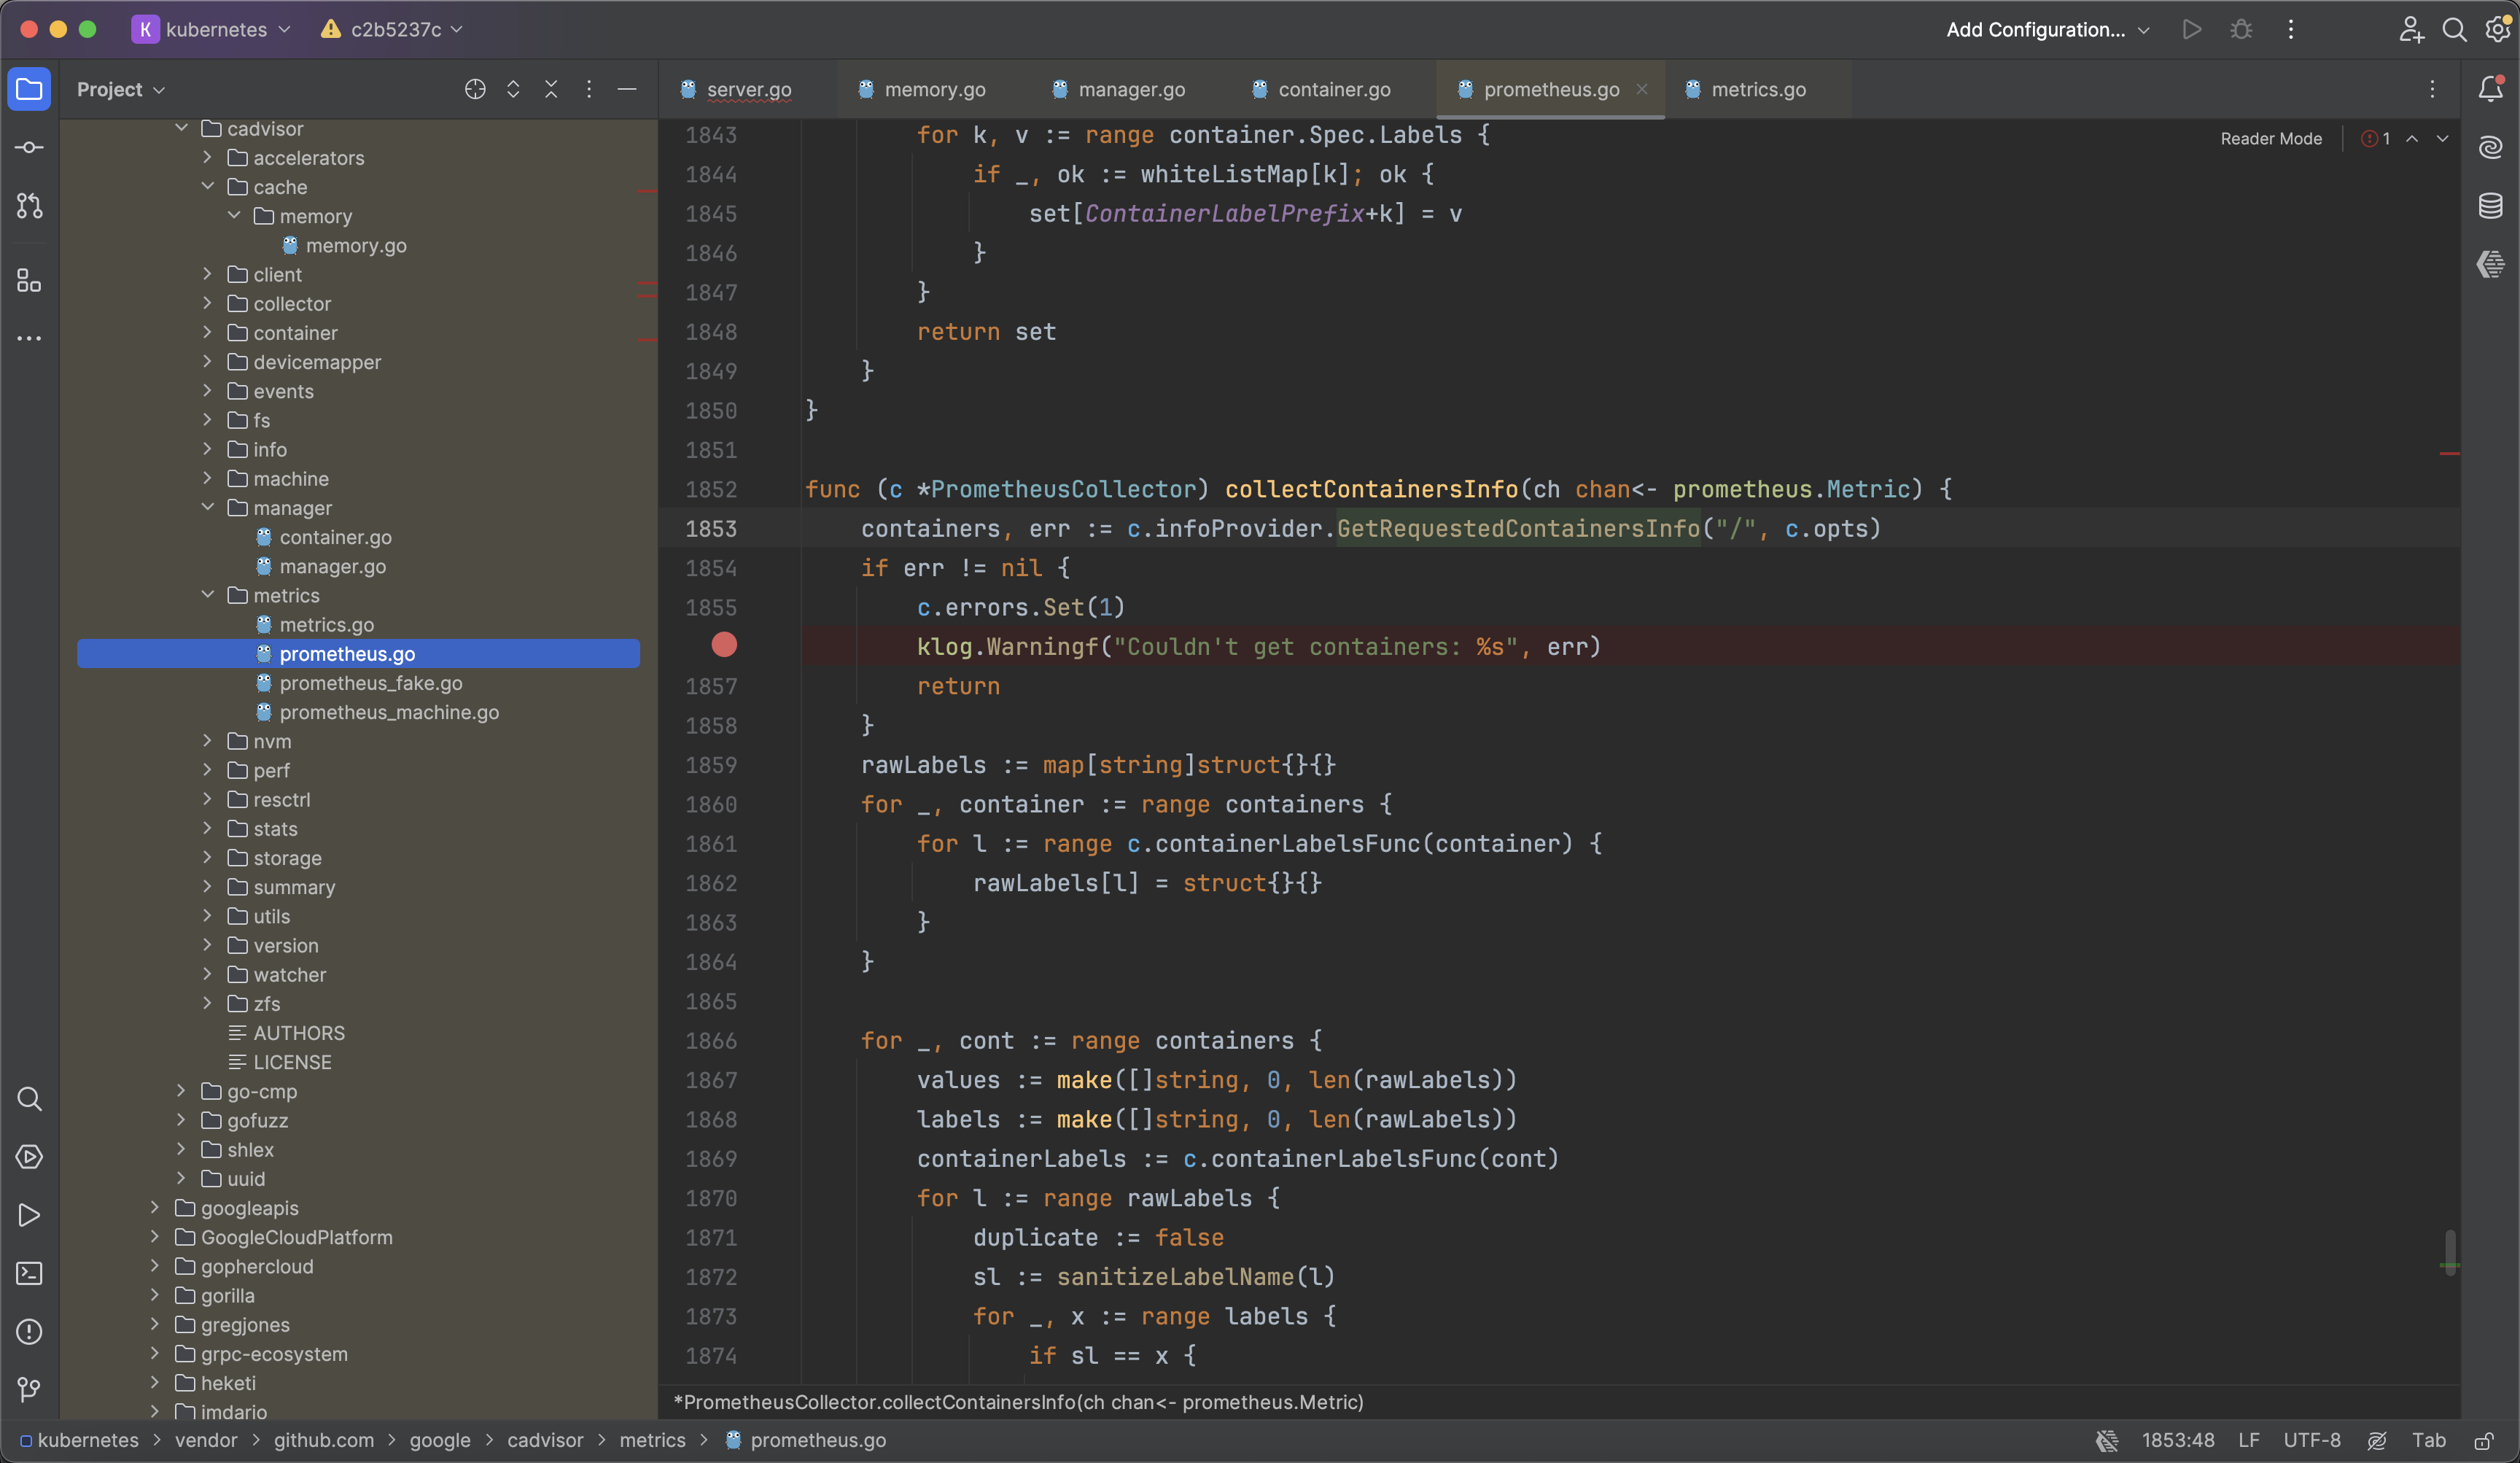 K kubernetes c2b5237c Add Configuration...
Project
server.go memory.go manager.go container.go prometheus.go metrics.go
cadvisor
accelerators
cache
memory
memory.go
client
collector
container
devicemapper
events
fs
info
machine
manager
container.go
manager.go
metrics
metrics.go
prometheus.go
prometheus_fake.go
prometheus_machine.go
nvm
perf
resctrl
stats
storage
summary
utils
version
watcher
zfs
AUTHORS
LICENSE
go-cmp
gofuzz
shlex
uuid
googleapis
GoogleCloudPlatform
gophercloud
gorilla
gregjones
grpc-ecosystem
heketi
imdario
Reader Mode 1
1843 for k, v := range container.Spec.Labels {
1844 if _, ok := whiteListMap[k]; ok {
1845 set[ContainerLabelPrefix+k] = v
1846 }
1847 }
1848 return set
1849 }
1850 }
1851
1852 func (c *PrometheusCollector) collectContainersInfo(ch chan<- prometheus.Metric) {
1853 containers, err := c.infoProvider.GetRequestedContainersInfo("/", c.opts)
1854 if err != nil {
1855 c.errors.Set(1)
klog.Warningf("Couldn't get containers: %s", err)
1857 return
1858 }
1859 rawLabels := map[string]struct{}{}
1860 for _, container := range containers {
1861 for l := range c.containerLabelsFunc(container) {
1862 rawLabels[l] = struct{}{}
1863 }
1864 }
1865
1866 for _, cont := range containers {
1867 values := make([]string, 0, len(rawLabels))
1868 labels := make([]string, 0, len(rawLabels))
1869 containerLabels := c.containerLabelsFunc(cont)
1870 for l := range rawLabels {
1871 duplicate := false
1872 sl := sanitizeLabelName(l)
1873 for _, x := range labels {
1874 if sl == x {
*PrometheusCollector.collectContainersInfo(ch chan<- prometheus.Metric)
kubernetes > vendor > github.com > google > cadvisor > metrics > prometheus.go 1853:48 LF UTF-8 Tab